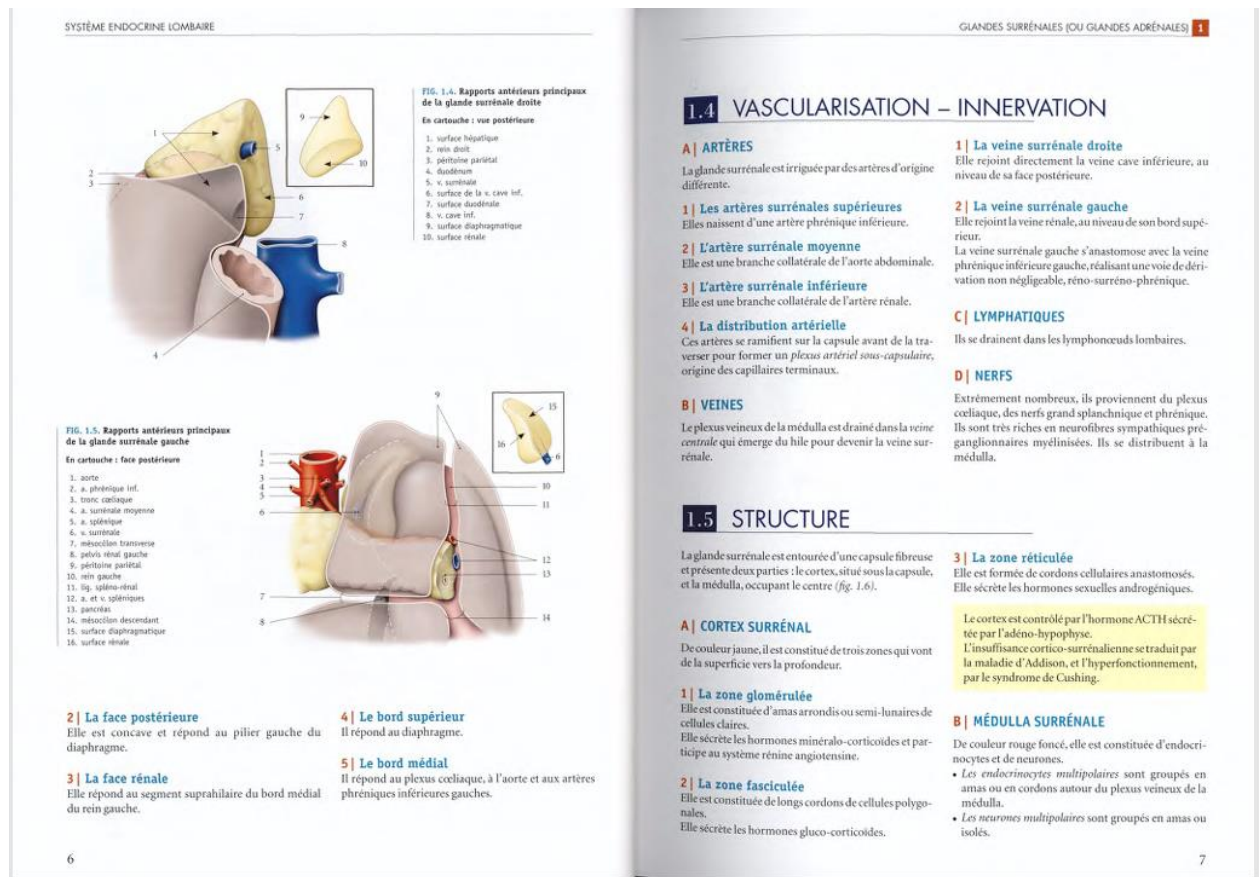 SYSTÈME ENDOCRINE LOMBAIRE
FIG. 1.4. Rapports antérieurs principaux
de la glande surrénale droite
En cartouche : vue postérieure
1. surface hépatique
2. rein droit
3. péritoine pariétal
4. duodénum
5. v. surrénale
6. surface de la v. cave inf.
7. surface duodénale
8. v. cave inf.
9. surface diaphragmatique
10. surface rénale
1
2
3
4
5
6
7
8
9
10
FIG. 1.5. Rapports antérieurs principaux
de la glande surrénale gauche
En cartouche : face postérieure
1. aorte
2. a. phrénique inf.
3. tronc cœliaque
4. a. surrénale moyenne
5. a. splénique
6. v. surrénale
7. mésocôlon transverse
8. pelvis rénal gauche
9. péritoine pariétal
10. rein gauche
11. lig. spléno-rénal
12. a. et v. spléniques
13. pancréas
14. mésocôlon descendant
15. surface diaphragmatique
16. surface rénale
1
2
3
4
5
6
7
8
9
10
11
12
13
14
15
16
6
2| La face postérieure
Elle est concave et répond au pilier gauche du
diaphragme.
3| La face rénale
Elle répond au segment suprahilaire du bord médial
du rein gauche.
4| Le bord supérieur
Il répond au diaphragme.
5| Le bord médial
Il répond au plexus cœliaque, à l'aorte et aux artères
phréniques inférieures gauches.
6
GLANDES SURRÉNALES (OU GLANDES ADRÉNALES) 1
1.4 VASCULARISATION – INNERVATION
A| ARTÈRES
La glande surrénale est irriguée par des artères d'origine
différente.
1| Les artères surrénales supérieures
Elles naissent d'une artère phrénique inférieure.
2| L'artère surrénale moyenne
Elle est une branche collatérale de l'aorte abdominale.
3| L'artère surrénale inférieure
Elle est une branche collatérale de l'artère rénale.
4| La distribution artérielle
Ces artères se ramifient sur la capsule avant de la tra-
verser pour former un plexus artériel sous-capsulaire,
origine des capillaires terminaux.
B| VEINES
Le plexus veineux de la médulla est drainé dans la veine
centrale qui émerge du hile pour devenir la veine sur-
rénale.
1| La veine surrénale droite
Elle rejoint directement la veine cave inférieure, au
niveau de sa face postérieure.
2| La veine surrénale gauche
Elle rejoint la veine rénale, au niveau de son bord supé-
rieur.
La veine surrénale gauche s'anastomose avec la veine
phrénique inférieure gauche, réalisant une voie de déri-
vation non négligeable, réno-surréno-phrénique.
C| LYMPHATIQUES
Ils se drainent dans les lymphonœuds lombaires.
D| NERFS
Extrêmement nombreux, ils proviennent du plexus
cœliaque, des nerfs grand splanchnique et phrénique.
Ils sont très riches en neurofibres sympathiques pré-
ganglionnaires myélinisées. Ils se distribuent à la
médulla.
1.5 STRUCTURE
La glande surrénale est entourée d'une capsule fibreuse
et présente deux parties : le cortex, situé sous la capsule,
et la médulla, occupant le centre (fig. 1.6).
A| CORTEX SURRÉNAL
De couleur jaune, il est constitué de trois zones qui vont
de la superficie vers la profondeur.
1| La zone glomérulée
Elle est constituée d'amas arrondis ou semi-lunaires de
cellules claires.
Elle sécrète les hormones minéralo-corticoïdes et par-
ticipe au système rénine angiotensine.
2| La zone fasciculée
Elle est constituée de longs cordons de cellules polygo-
nales.
Elle sécrète les hormones gluco-corticoïdes.
3| La zone réticulée
Elle est formée de cordons cellulaires anastomosés.
Elle sécrète les hormones sexuelles androgéniques.
Le cortex est contrôlé par l'hormone ACTH sécré-
tée par l'adéno-hypophyse.
L'insuffisance cortico-surrénalienne se traduit par
la maladie d'Addison, et l'hyperfonctionnement,
par le syndrome de Cushing.
B| MÉDULLA SURRÉNALE
De couleur rouge foncé, elle est constituée d'endocri-
nocytes et de neurones.
• Les endocrinocytes multipolaires sont groupés en
amas ou en cordons autour du plexus veineux de la
médulla.
• Les neurones multipolaires sont groupés en amas ou
isolés.
7